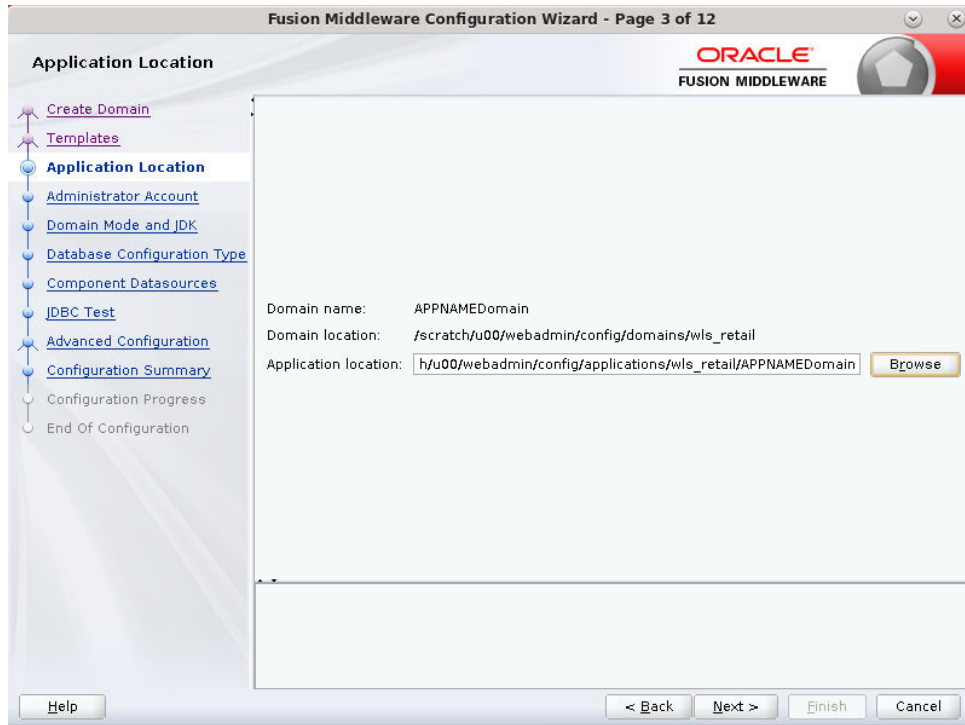 Fusion Middleware Configuration Wizard - Page 3 of 12
Application Location
ORACLE
FUSION MIDDLEWARE
Create Domain
Templates
Application Location
Administrator Account
Domain Mode and JDK
Database Configuration Type
Component Datasources
JDBC Test
Advanced Configuration
Configuration Summary
Configuration Progress
End Of Configuration
Domain name: APPNAMEDomain
Domain location: /scratch/u00/webadmin/config/domains/wls_retail
Application location: h/u00/webadmin/config/applications/wls_retail/APPNAMEDomain Browse
Help < Back Next > Finish Cancel